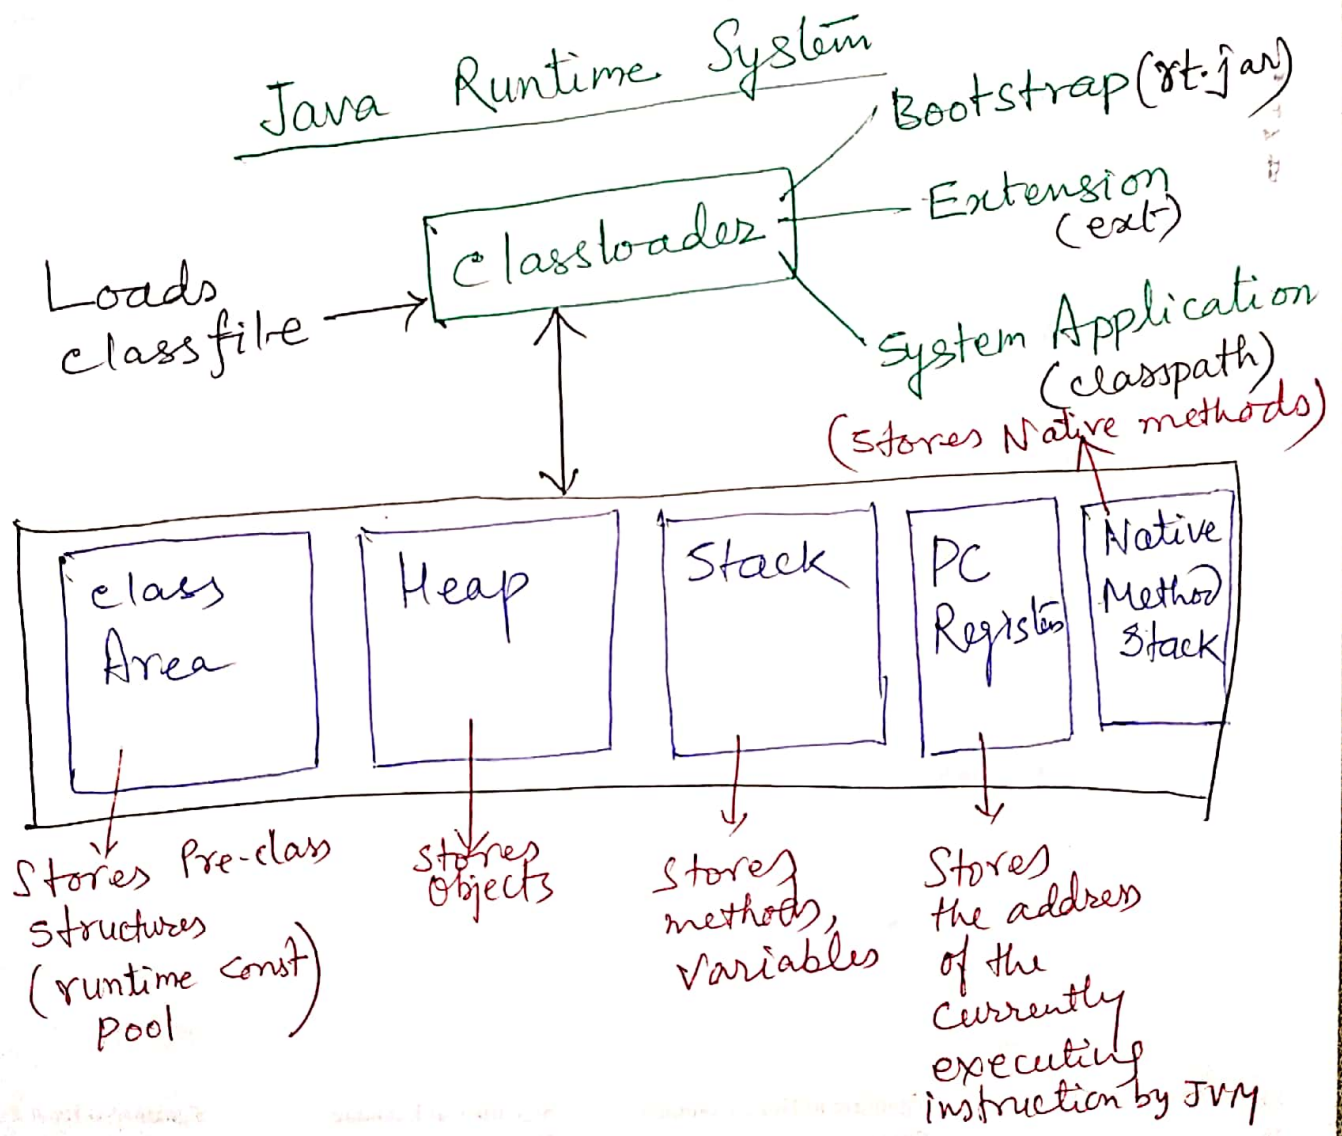 Java Runtime System
Bootstrap (rt.jar)
Extension
(ext)
Classloader
Loads
classfile
System Application
(classpath)
(Stores Native methods)
class
Area
Heap
Stack
PC
Register
Native
Method
Stack
Stores Pre-class
structures
(runtime const)
pool
Stores
Objects
Stores
methods,
variables
Stores
the address
of the
currently
executing
instruction by JVM